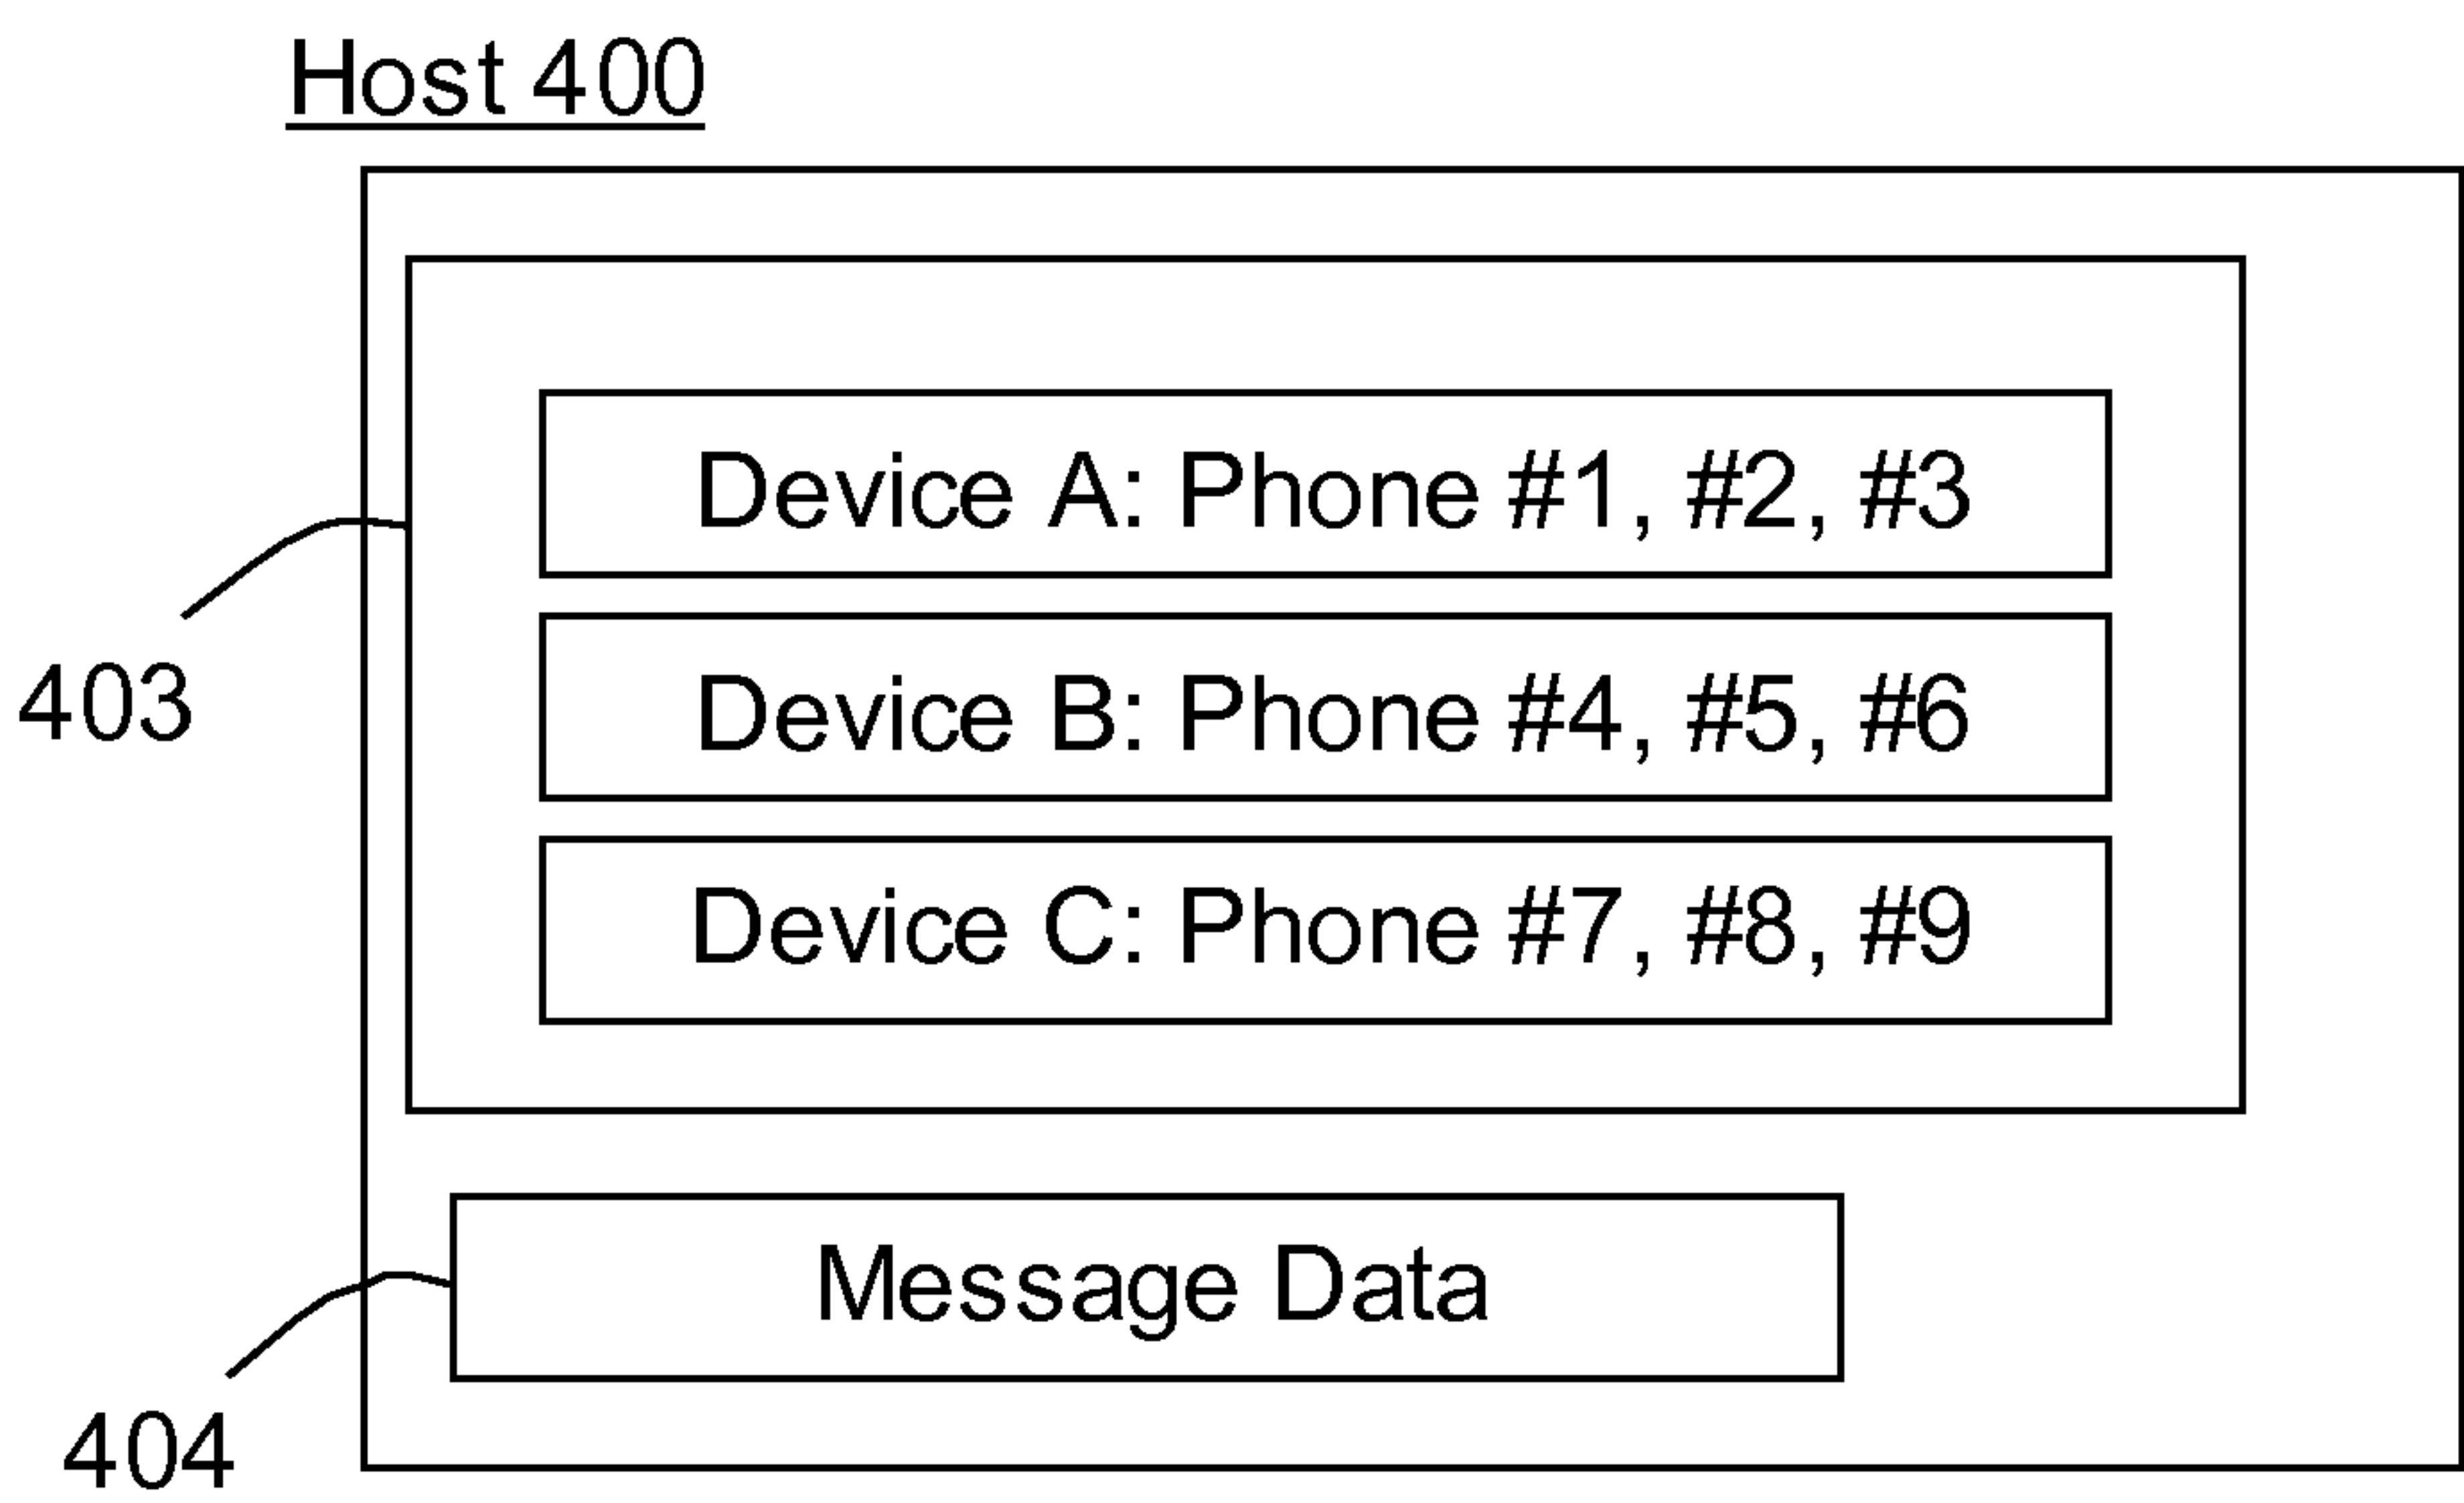 Host 400
Device A: Phone #1, #2, #3
403
Device B: Phone #4, #5, #6
Device C: Phone #7, #8, #9
Message Data
404